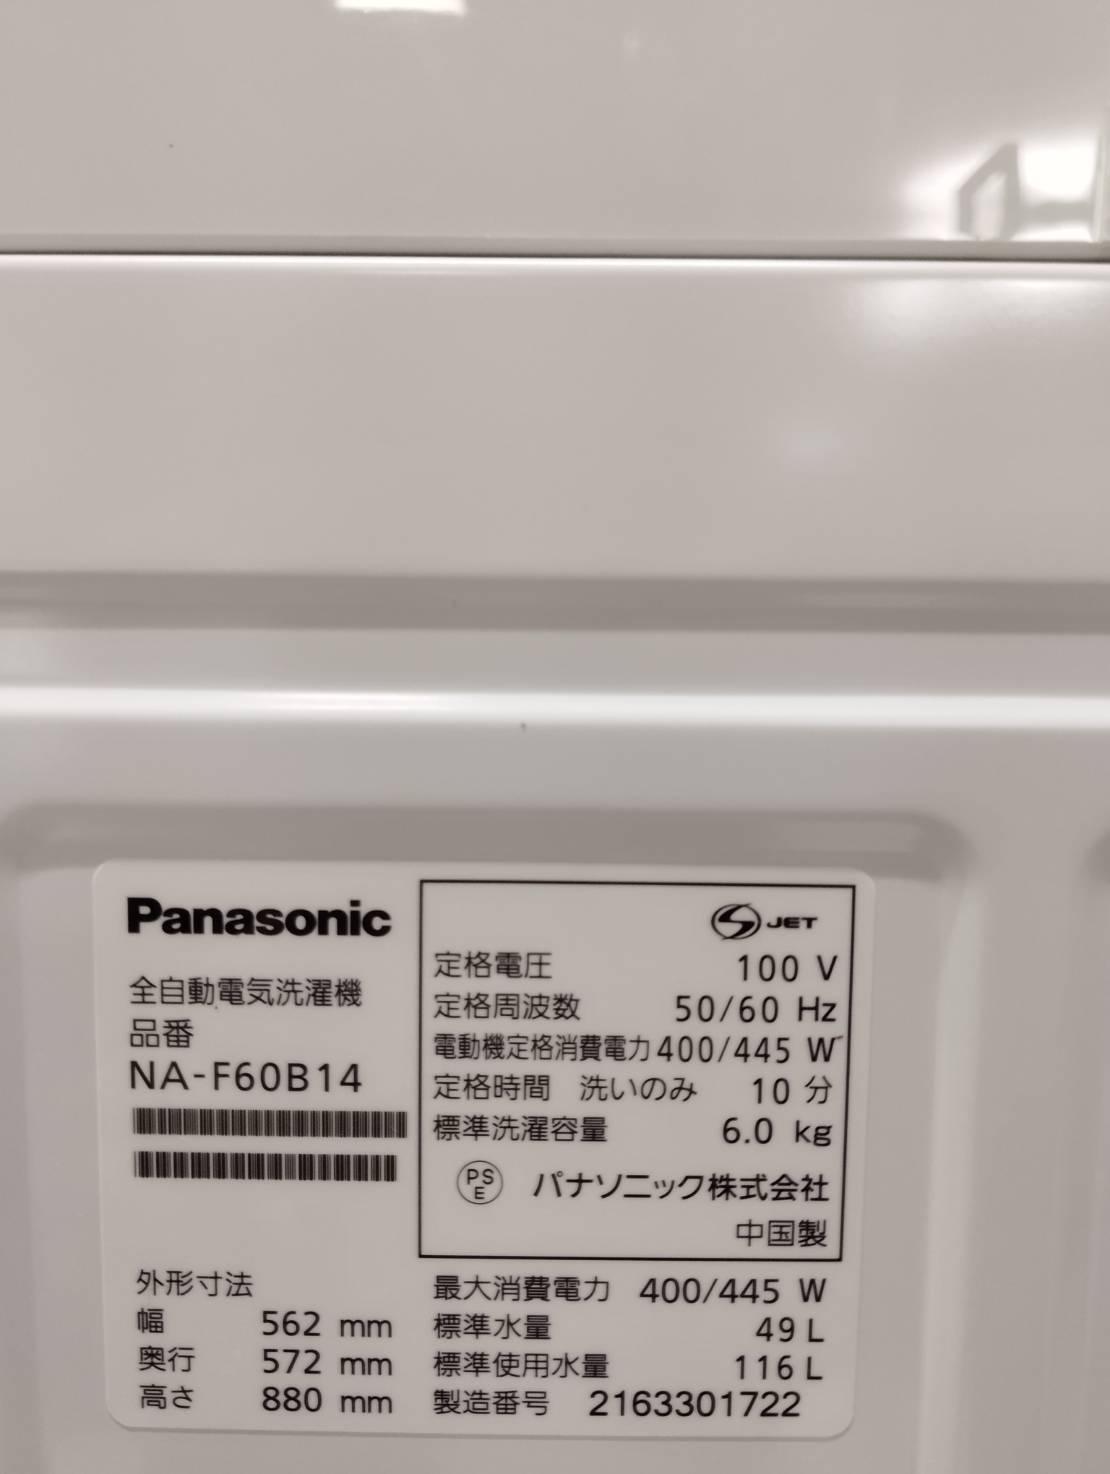 Panasonic
全自動電気洗濯機
品番
NA-F60B14
JET
定格電圧 100 V
定格周波数 50/60 Hz
電動機定格消費電力 400/445 W
定格時間 洗いのみ 10 分
標準洗濯容量 6.0 kg
PS
E
パナソニック株式会社
中国製
外形寸法
幅 562 mm
奥行 572 mm
高さ 880 mm
最大消費電力 400/445 W
標準水量 49 L
標準使用水量 116 L
製造番号 2163301722